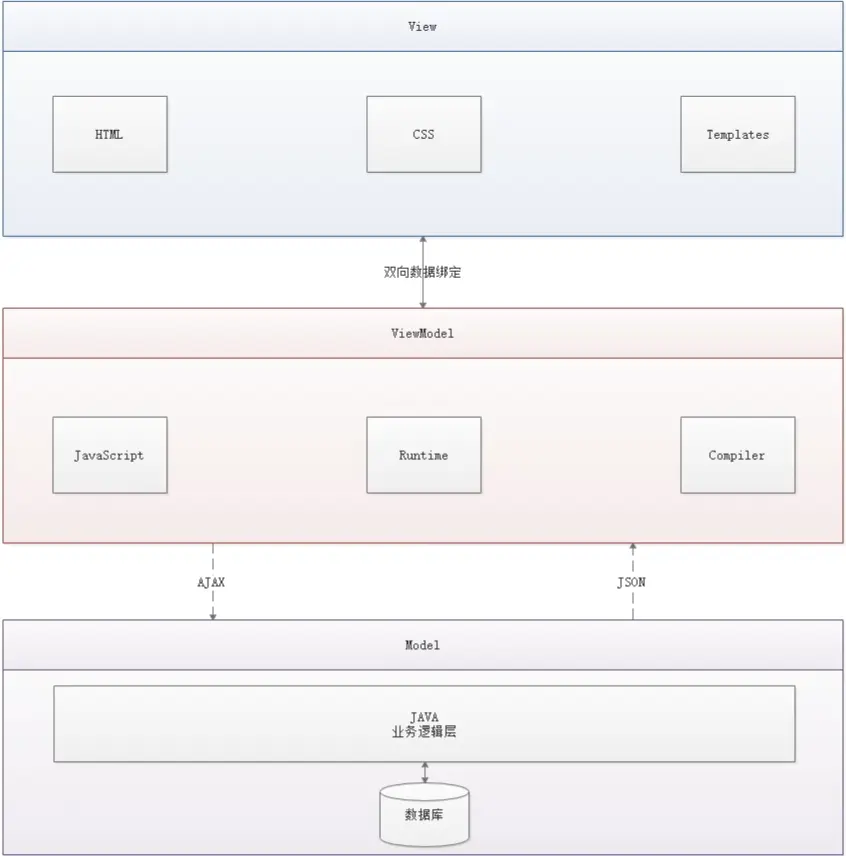 View
HTML
CSS
Templates
双向数据绑定
ViewModel
JavaScript
Runtime
Compiler
AJAX
JSON
Model
JAVA
业务逻辑层
数据库